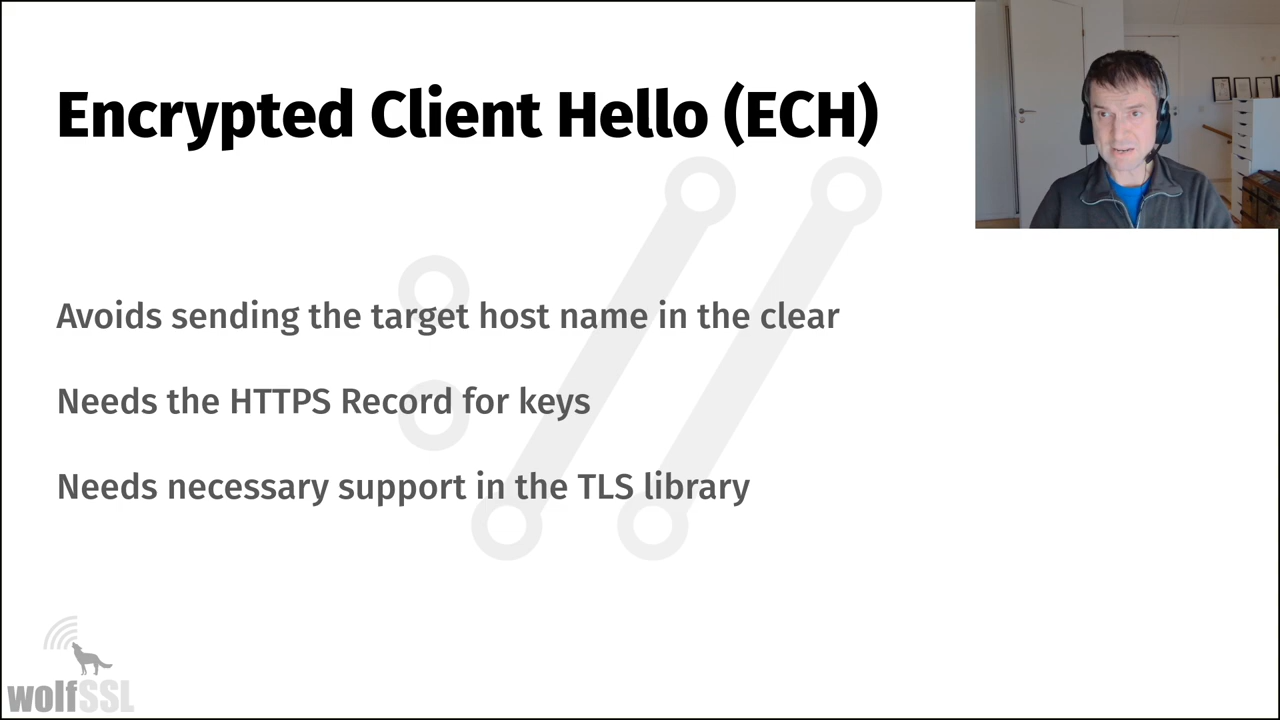 Encrypted Client Hello (ECH)
Avoids sending the target host name in the clear
Needs the HTTPS Record for keys
Needs necessary support in the TLS library
wolfSSL